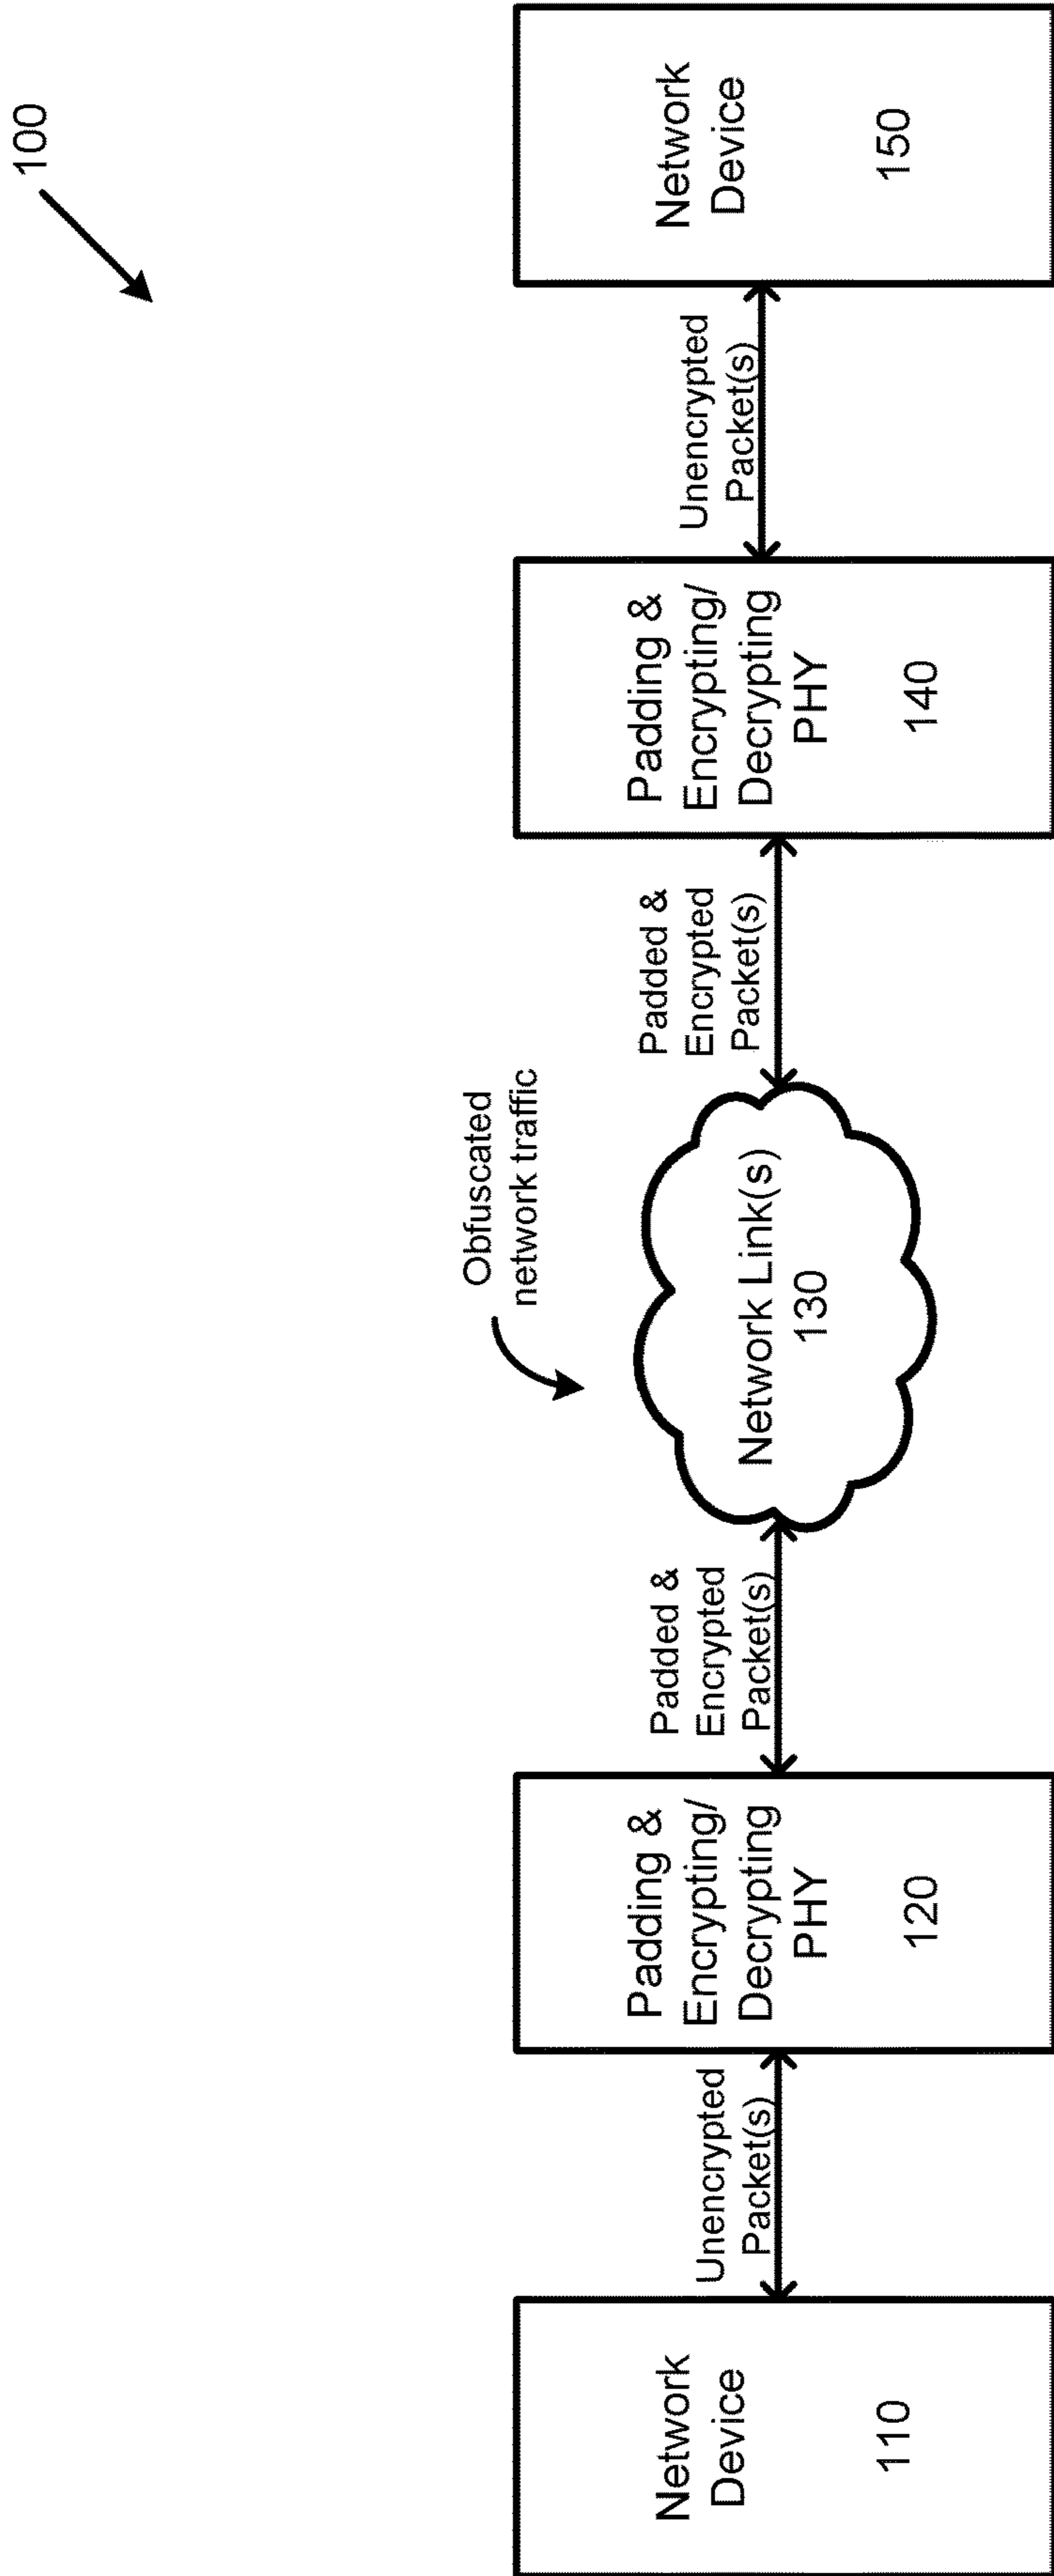 100
Obfuscated
network traffic
Network
Device
110
Unencrypted
Packet(s)
Padding &
Encrypting/
Decrypting
PHY
120
Padded &
Encrypted
Packet(s)
Network Link(s)
130
Padded &
Encrypted
Packet(s)
Padding &
Encrypting/
Decrypting
PHY
140
Unencrypted
Packet(s)
Network
Device
150